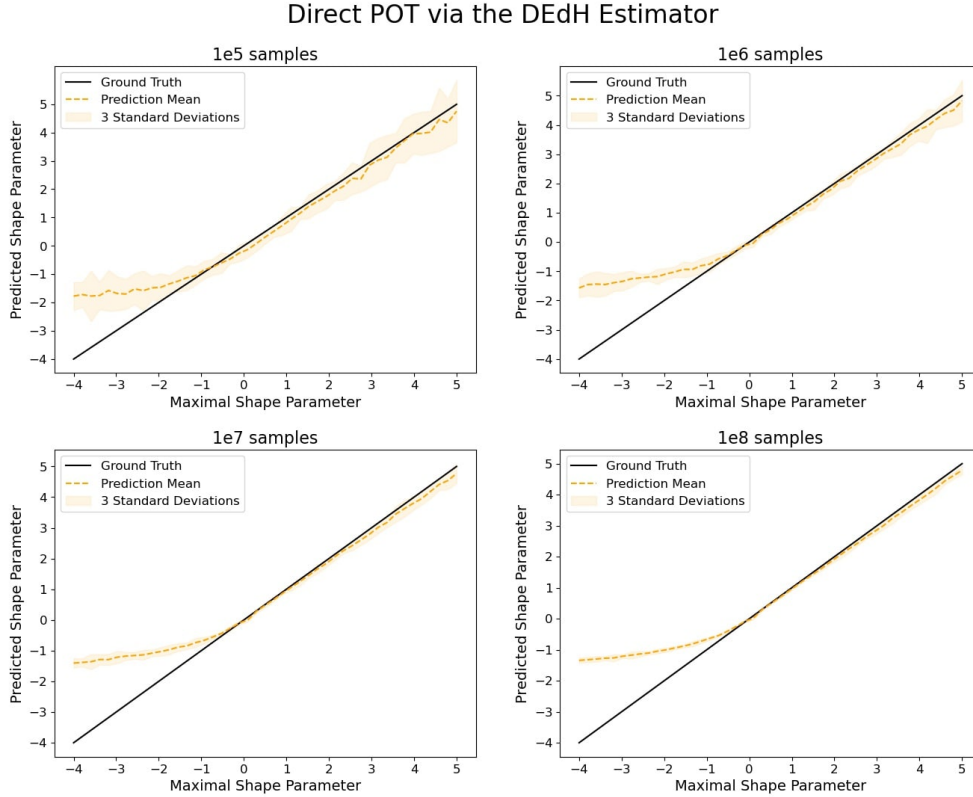 Direct POT via the DEdH Estimator
1e5 samples
Ground Truth
Prediction Mean
3 Standard Deviations
Predicted Shape Parameter
5
4
3
2
1
0
−1
−2
−3
−4
−4 −3 −2 −1 0 1 2 3 4 5
Maximal Shape Parameter
1e6 samples
Ground Truth
Prediction Mean
3 Standard Deviations
Predicted Shape Parameter
5
4
3
2
1
0
−1
−2
−3
−4
−4 −3 −2 −1 0 1 2 3 4 5
Maximal Shape Parameter
1e7 samples
Ground Truth
Prediction Mean
3 Standard Deviations
Predicted Shape Parameter
5
4
3
2
1
0
−1
−2
−3
−4
−4 −3 −2 −1 0 1 2 3 4 5
Maximal Shape Parameter
1e8 samples
Ground Truth
Prediction Mean
3 Standard Deviations
Predicted Shape Parameter
5
4
3
2
1
0
−1
−2
−3
−4
−4 −3 −2 −1 0 1 2 3 4 5
Maximal Shape Parameter